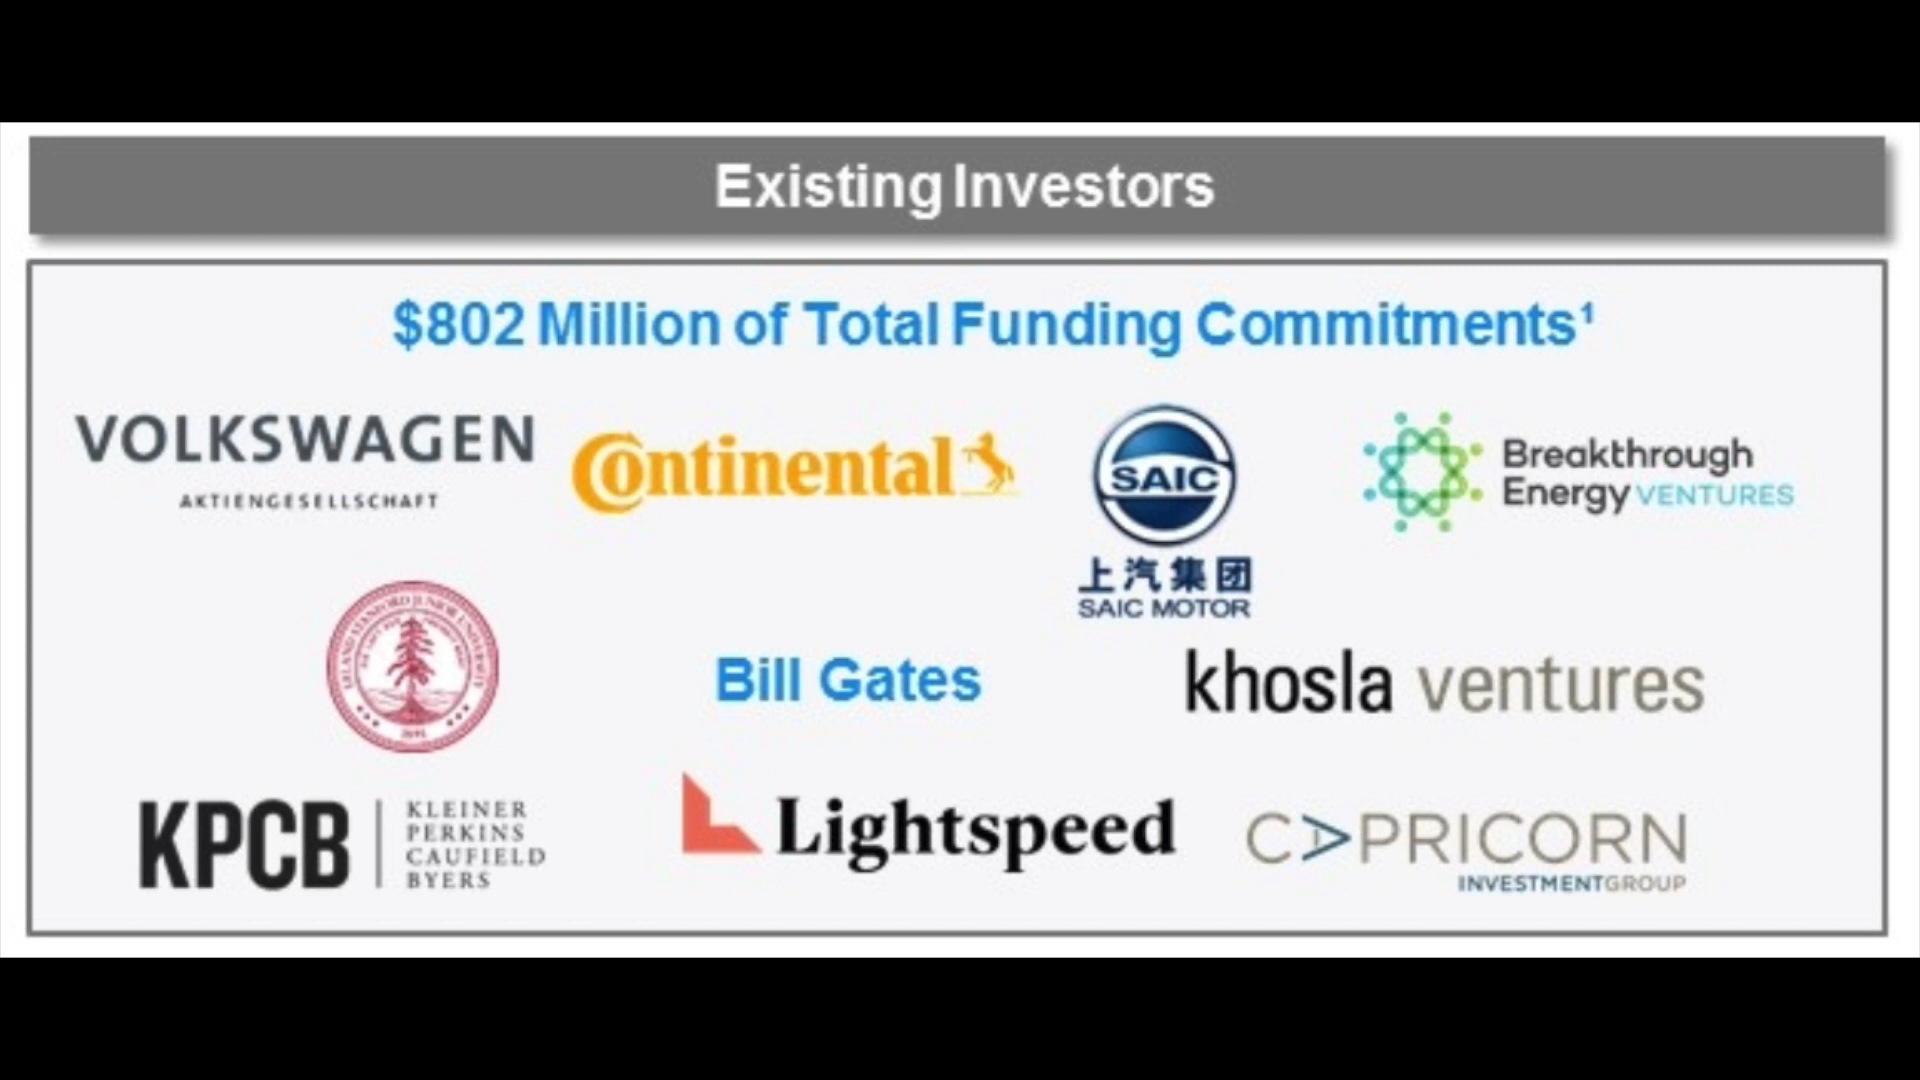 Existing Investors
$802 Million of Total Funding Commitments¹
VOLKSWAGEN
AKTIENGESELLSCHAFT
Continental
SAIC
上汽集团
SAIC MOTOR
Breakthrough
Energy VENTURES
Bill Gates
khosla ventures
KPCB
KLEINER
PERKINS
CAUFIELD
BYERS
Lightspeed
CAPRICORN
INVESTMENTGROUP